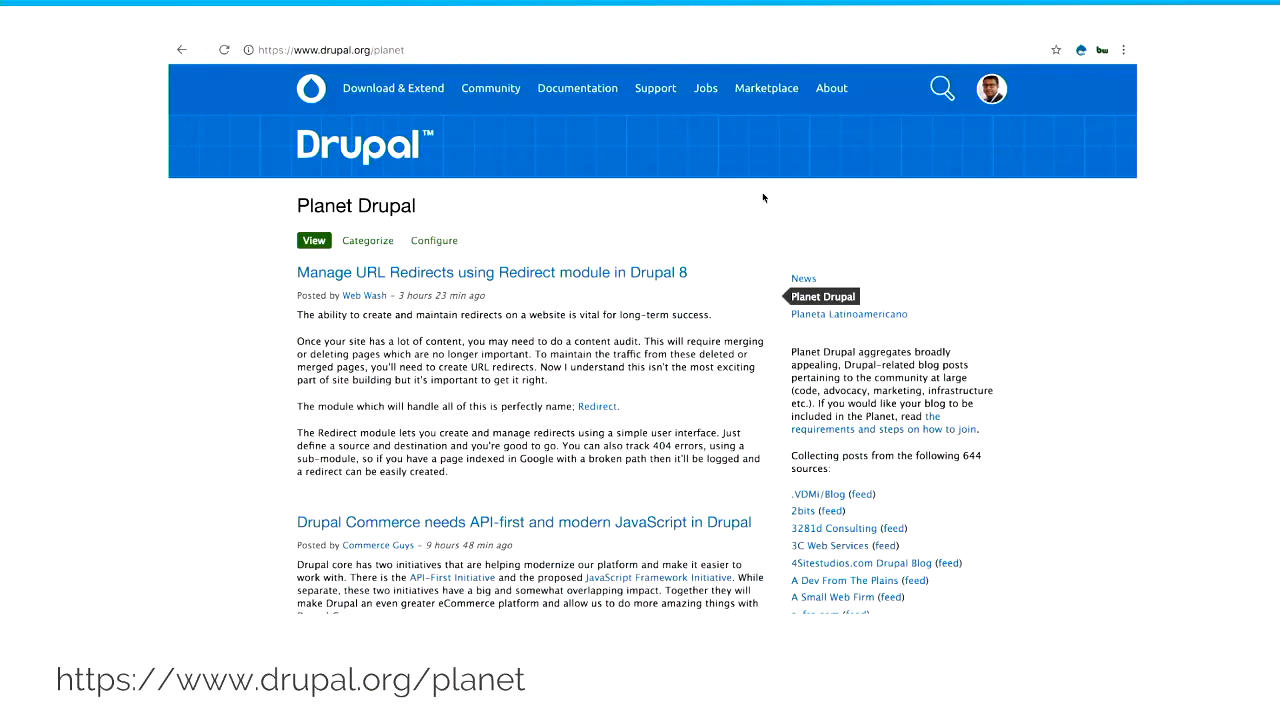 https://www.drupal.org/planet
bw
Download & Extend Community Documentation Support Jobs Marketplace About
Drupal™
Planet Drupal
View Categorize Configure
Manage URL Redirects using Redirect module in Drupal 8
Posted by Web Wash – 3 hours 23 min ago
The ability to create and maintain redirects on a website is vital for long-term success.
Once your site has a lot of content, you may need to do a content audit. This will require merging
or deleting pages which are no longer important. To maintain the traffic from these deleted or
merged pages, you'll need to create URL redirects. Now I understand this isn't the most exciting
part of site building but it's important to get it right.
The module which will handle all of this is perfectly name; Redirect.
The Redirect module lets you create and manage redirects using a simple user interface. Just
define a source and destination and you're good to go. You can also track 404 errors, using a
sub-module, so if you have a page indexed in Google with a broken path then it'll be logged and
a redirect can be easily created.
Drupal Commerce needs API-first and modern JavaScript in Drupal
Posted by Commerce Guys – 9 hours 48 min ago
Drupal core has two initiatives that are helping modernize our platform and make it easier to
work with. There is the API-First Initiative and the proposed JavaScript Framework Initiative. While
separate, these two initiatives have a big and somewhat overlapping impact. Together they will
make Drupal an even greater eCommerce platform and allow us to do more amazing things with
News
Planet Drupal
Planeta Latinoamericano
Planet Drupal aggregates broadly
appealing, Drupal-related blog posts
pertaining to the community at large
(code, advocacy, marketing, infrastructure
etc.). If you would like your blog to be
included in the Planet, read the
requirements and steps on how to join.
Collecting posts from the following 644
sources:
.VDMi/Blog (feed)
2bits (feed)
3281d Consulting (feed)
3C Web Services (feed)
4Sitestudios.com Drupal Blog (feed)
A Dev From The Plains (feed)
A Small Web Firm (feed)
https://www.drupal.org/planet